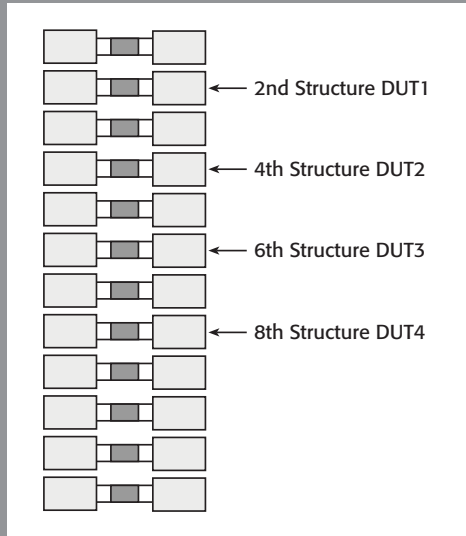 2nd Structure DUT1
4th Structure DUT2
6th Structure DUT3
8th Structure DUT4